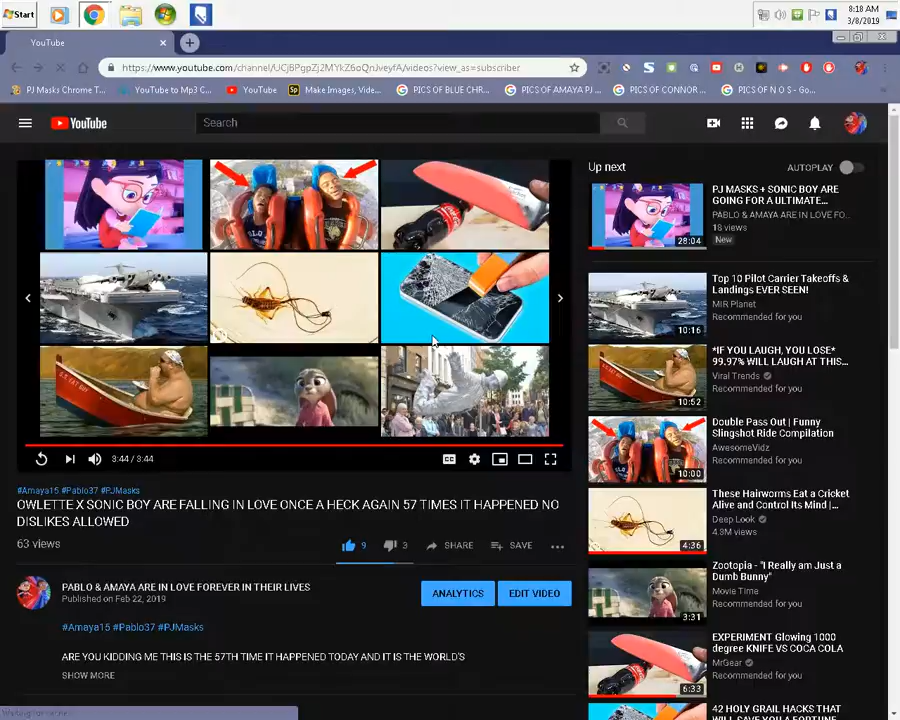 Start
8:18 AM
3/8/2019
YouTube
https://www.youtube.com/channel/UCjBPgpZj2MYkZ6oQnJveyfA/videos?view_as=subscriber
PJ Masks Chrome T...
YouTube to Mp3 C...
YouTube
Sp Make Images, Vide...
PICS OF BLUE CHR...
PICS OF AMAYA PJ ...
PICS OF CONNOR ...
PICS OF N O S - Go...
YouTube
Search
Up next
AUTOPLAY
PJ MASKS + SONIC BOY ARE
GOING FOR A ULTIMATE...
PABLO & AMAYA ARE IN LOVE FO...
18 views
New
28:04
Top 10 Pilot Carrier Takeoffs &
Landings EVER SEEN!
MIR Planet
Recommended for you
10:16
*IF YOU LAUGH, YOU LOSE*
99.97% WILL LAUGH AT THIS...
Viral Trends
Recommended for you
10:52
Double Pass Out | Funny
Slingshot Ride Compilation
AwesomeVidz
Recommended for you
10:00
These Hairworms Eat a Cricket
Alive and Control Its Mind |...
Deep Look
4.3M views
4:36
Zootopia - "I Really am Just a
Dumb Bunny"
Movie Time
Recommended for you
3:31
EXPERIMENT Glowing 1000
degree KNIFE VS COCA COLA
MrGear
Recommended for you
6:33
42 HOLY GRAIL HACKS THAT
WILL SAVE YOU A FORTUNE
3:44 / 3:44
#Amaya15 #Pablo37 #PJMasks
OWLETTE X SONIC BOY ARE FALLING IN LOVE ONCE A HECK AGAIN 57 TIMES IT HAPPENED NO
DISLIKES ALLOWED
63 views
9
3
SHARE
SAVE
PABLO & AMAYA ARE IN LOVE FOREVER IN THEIR LIVES
Published on Feb 22, 2019
ANALYTICS
EDIT VIDEO
#Amaya15 #Pablo37 #PJMasks
ARE YOU KIDDING ME THIS IS THE 57TH TIME IT HAPPENED TODAY AND IT IS THE WORLD'S
SHOW MORE